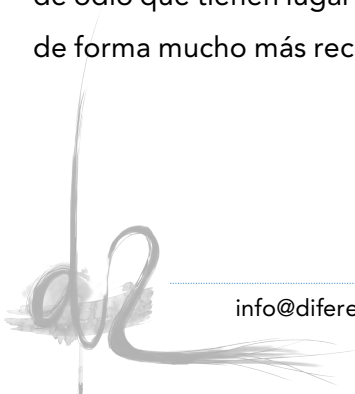 de odio que tienen lugar
de forma mucho más rec
info@difere